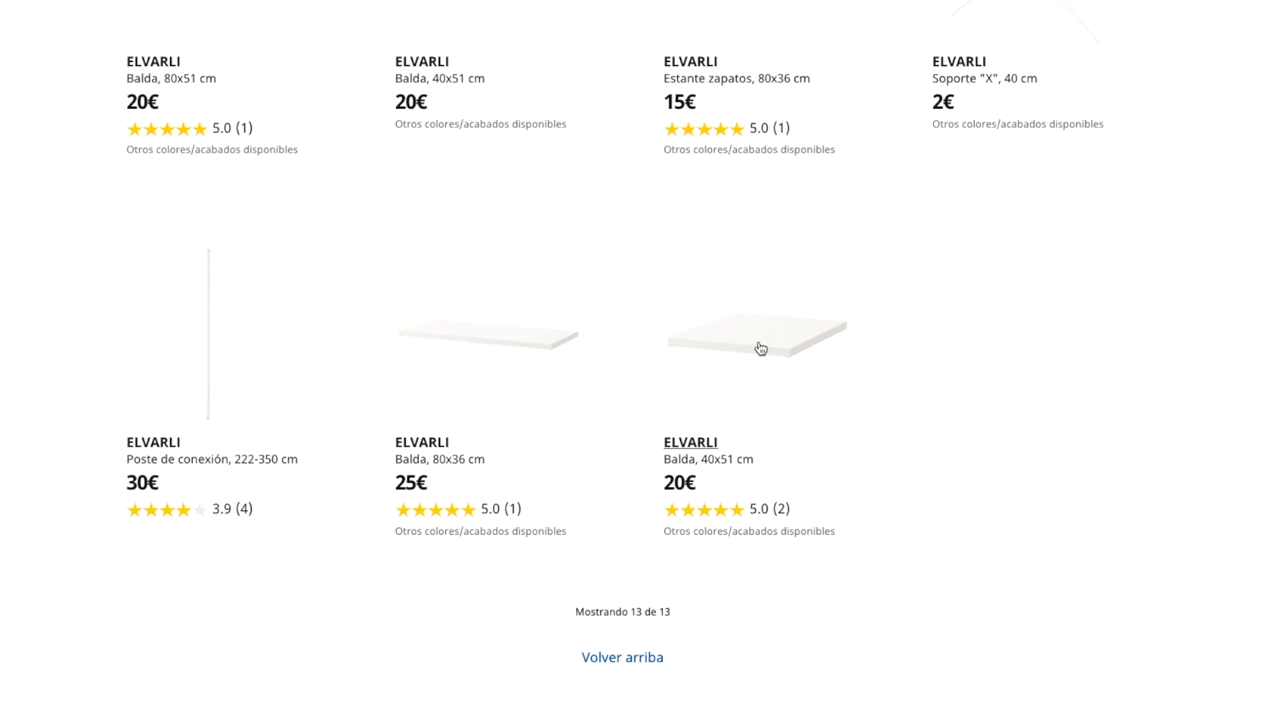 ELVARLI
Balda, 80x51 cm
20€
5.0 (1)
Otros colores/acabados disponibles
ELVARLI
Balda, 40x51 cm
20€
Otros colores/acabados disponibles
ELVARLI
Estante zapatos, 80x36 cm
15€
5.0 (1)
Otros colores/acabados disponibles
ELVARLI
Soporte "X", 40 cm
2€
Otros colores/acabados disponibles
ELVARLI
Poste de conexión, 222-350 cm
30€
3.9 (4)
ELVARLI
Balda, 80x36 cm
25€
5.0 (1)
Otros colores/acabados disponibles
ELVARLI
Balda, 40x51 cm
20€
5.0 (2)
Otros colores/acabados disponibles
Mostrando 13 de 13
Volver arriba